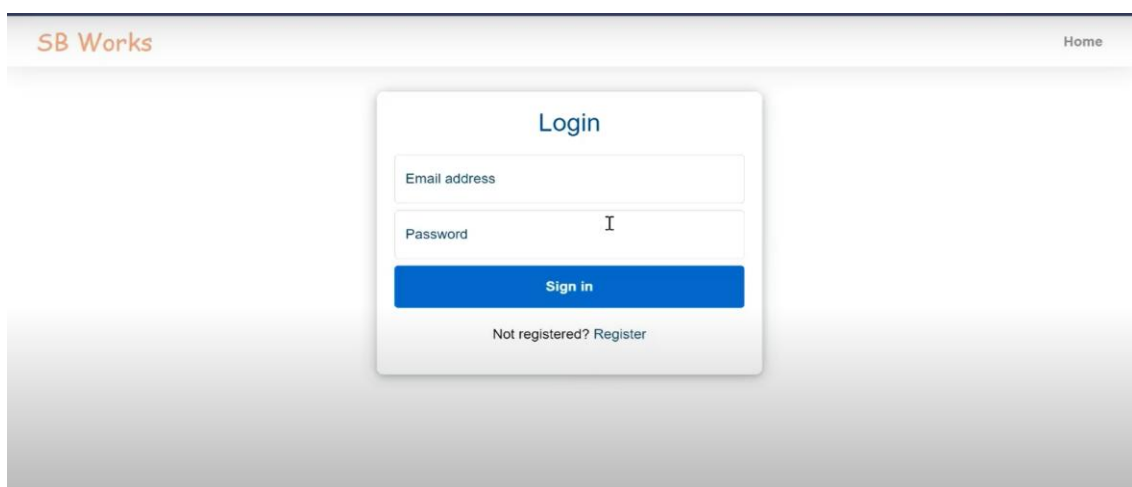 SB Works
Home
Login
Email address
Password
Sign in
Not registered? Register